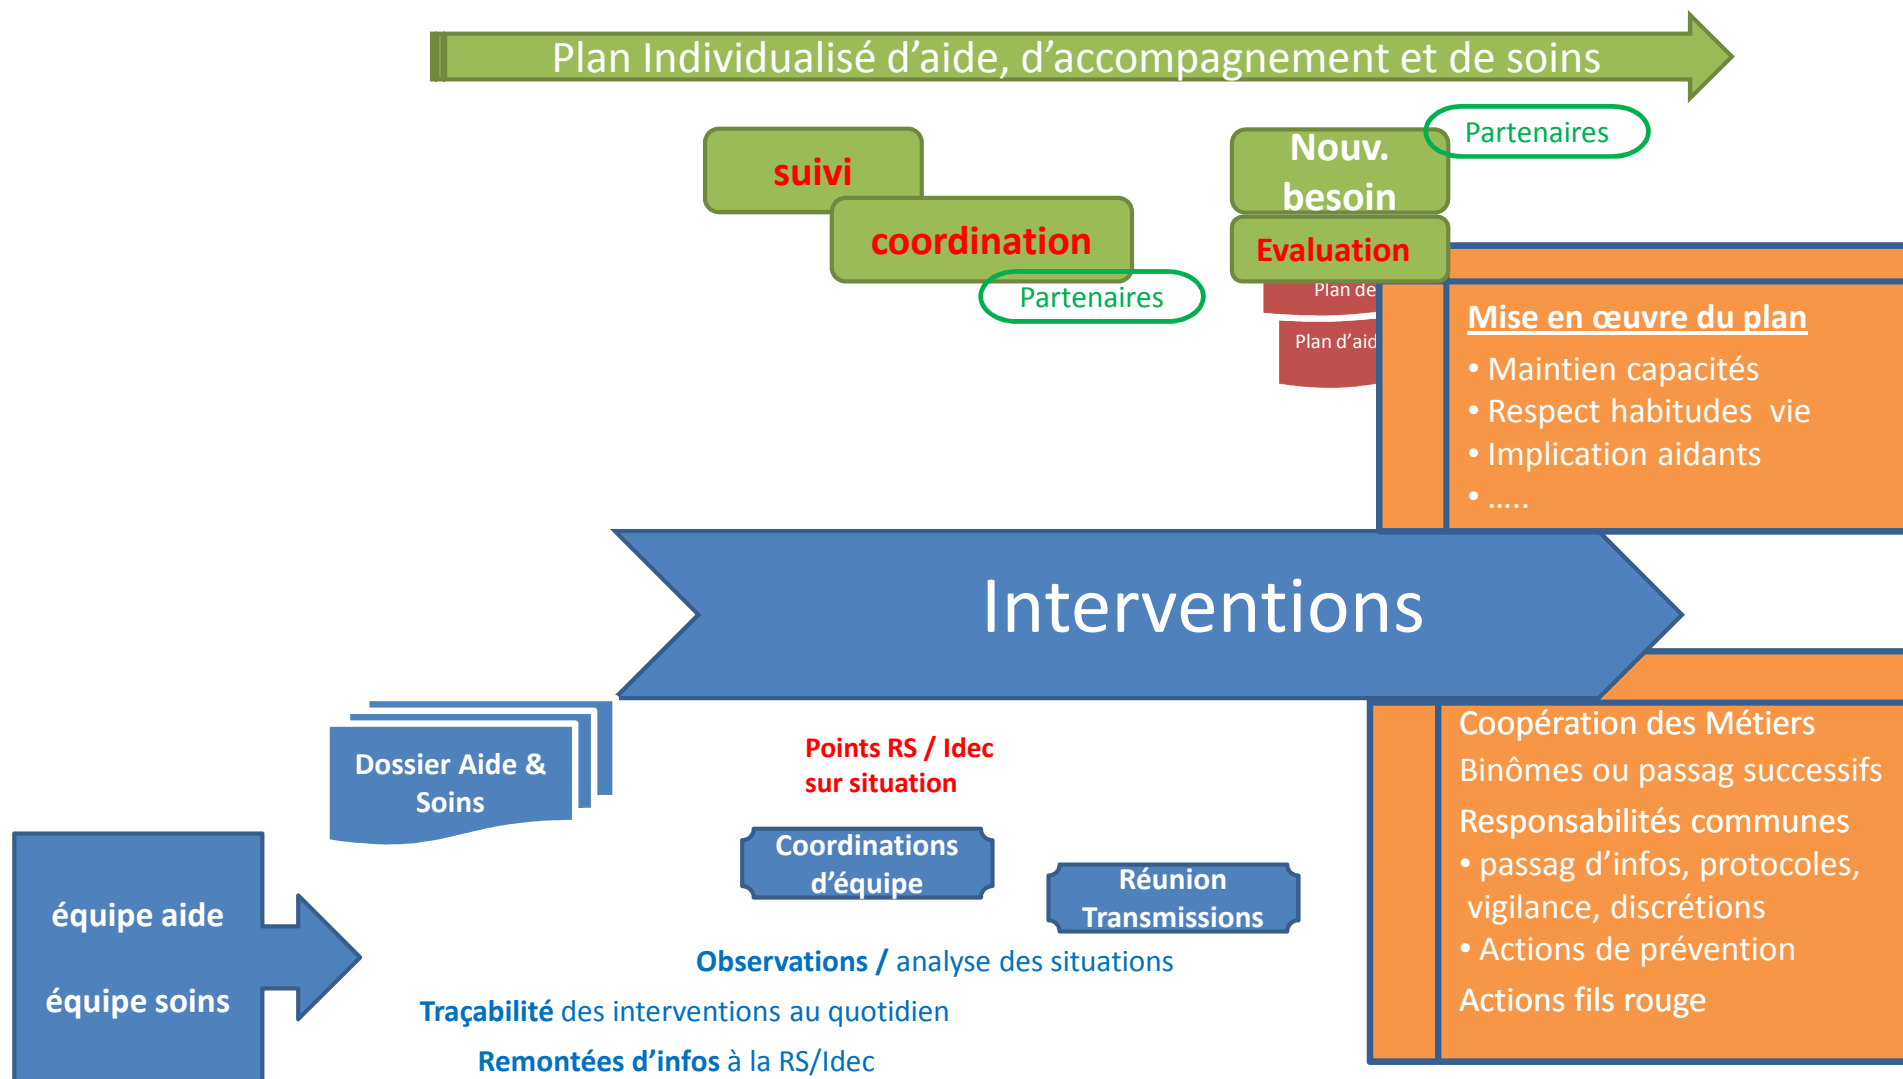 Plan Individualisé d’aide, d’accompagnement et de soins
Partenaires
suivi
Nouv.
besoin
coordination
Evaluation
Partenaires
Plan de
Plan d’aid
Mise en œuvre du plan
• Maintien capacités
• Respect habitudes vie
• Implication aidants
• …..
Interventions
Dossier Aide &
Soins
Points RS / Idec
sur situation
Coordinations
d’équipe
Réunion
Transmissions
Coopération des Métiers
Binômes ou passag successifs
Responsabilités communes
• passag d’infos, protocoles,
vigilance, discrétions
• Actions de prévention
Actions fils rouge
équipe aide
équipe soins
Observations / analyse des situations
Traçabilité des interventions au quotidien
Remontées d’infos à la RS/Idec